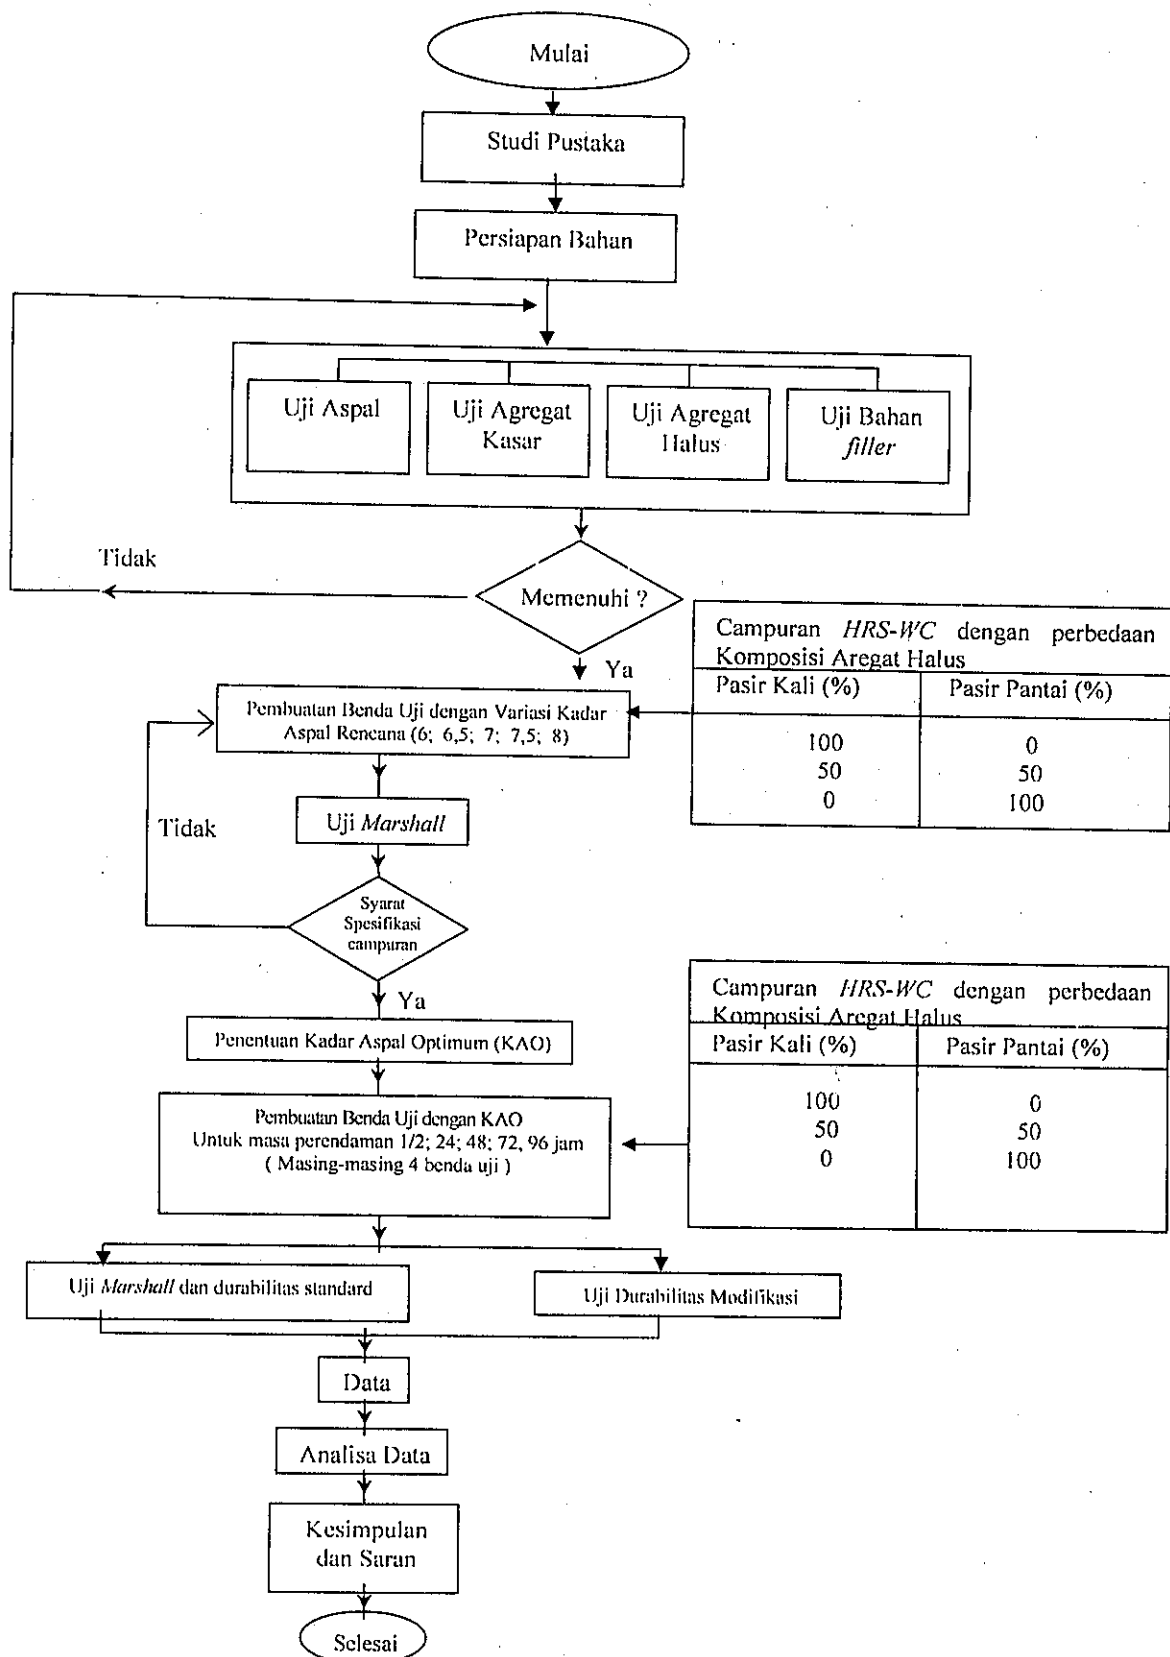 Mulai
Studi Pustaka
Persiapan Bahan
Uji Aspal
Uji Agregat
Kasar
Uji Agregat
Halus
Uji Bahan
filler
Tidak
Memenuhi ?
Ya
Campuran HRS-WC dengan perbedaan
Komposisi Aregat Halus
Pasir Kali (%) Pasir Pantai (%)
100 0
50 50
0 100
Pembuatan Benda Uji dengan Variasi Kadar
Aspal Rencana (6; 6,5; 7; 7,5; 8)
Uji Marshall
Tidak
Syarat
Spesifikasi
campuran
Ya
Penentuan Kadar Aspal Optimum (KAO)
Campuran HRS-WC dengan perbedaan
Komposisi Aregat Halus
Pasir Kali (%) Pasir Pantai (%)
100 0
50 50
0 100
Pembuatan Benda Uji dengan KAO
Untuk masa perendaman 1/2; 24; 48; 72, 96 jam
( Masing-masing 4 benda uji )
Uji Marshall dan durabilitas standard
Uji Durabilitas Modifikasi
Data
Analisa Data
Kesimpulan
dan Saran
Selesai